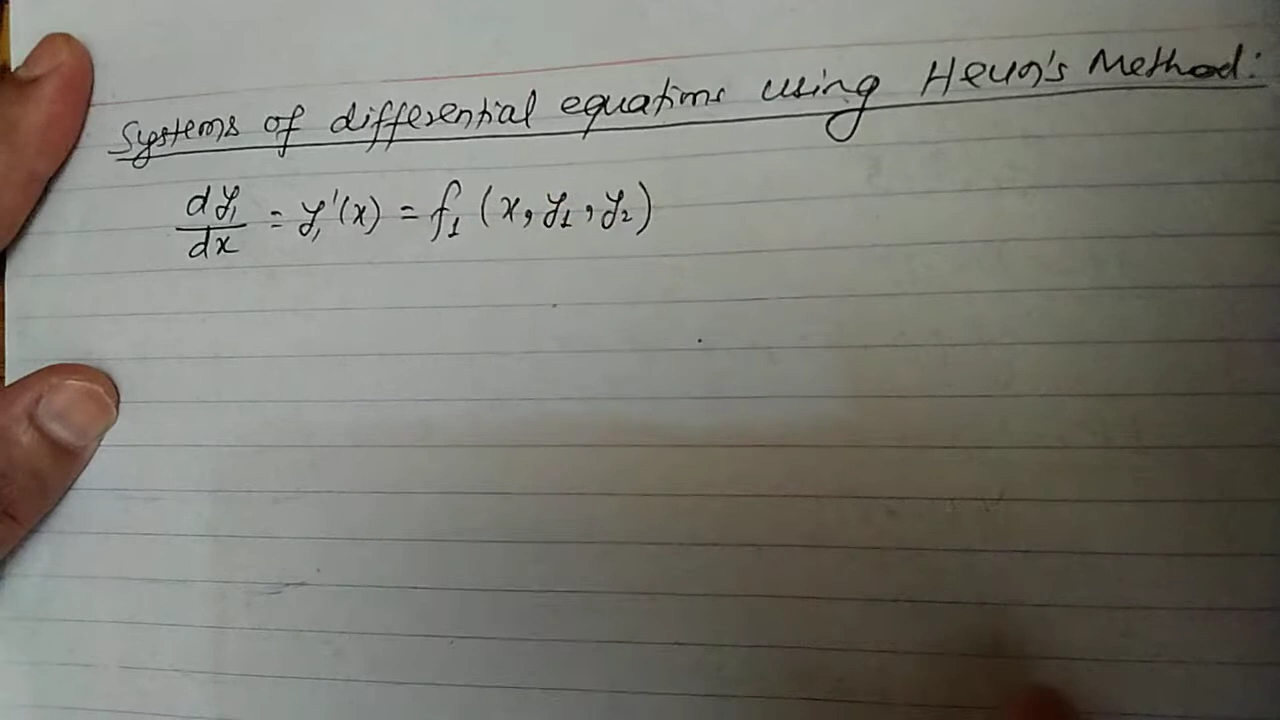 Systems of differential equations using Heun's Method:
dy₁/dx = y₁'(x) = f₁ (x, y₁, y₂)